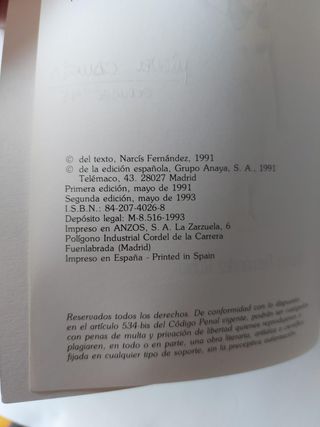 © del texto, Narcís Fernández, 1991
© de la edición española, Grupo Anaya, S. A., 1991
Telémaco, 43. 28027 Madrid
Primera edición, mayo de 1991
Segunda edición, mayo de 1993
I.S.B.N.: 84-207-4026-8
Depósito legal: M-8.516-1993
Impreso en ANZOS, S. A. La Zarzuela, 6
Polígono Industrial Cordel de la Carrera
Fuenlabrada (Madrid)
Impreso en España - Printed in Spain
Reservados todos los derechos. De conformidad con lo dispuesto
en el artículo 534-bis del Código Penal vigente, podrán ser castigados
con penas de multa y privación de libertad quienes reprodujeren o
plagiaren, en todo o en parte, una obra literaria, artística o científica
fijada en cualquier tipo de soporte, sin la preceptiva autorización.